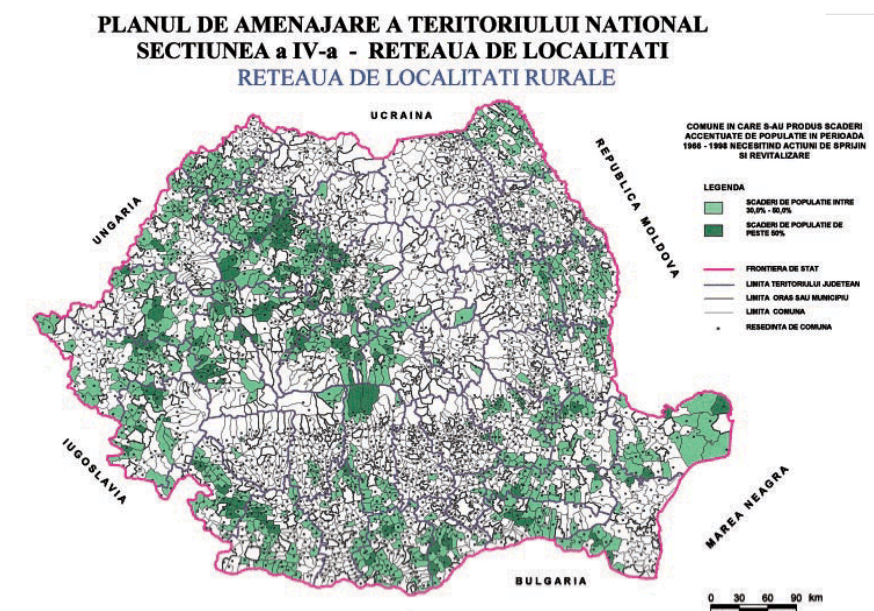 PLANUL DE AMENAJARE A TERITORIULUI NATIONAL
SECTIUNEA a IV-a - RETEAUA DE LOCALITATI
RETEAUA DE LOCALITATI RURALE
UCRAINA
COMUNE IN CARE S-AU PRODUS SCADERI
ACCENTUATE DE POPULATIE IN PERIOADA
1966 - 1998 NECESITIND ACTIUNI DE SPRIJIN
SI REVITALIZARE
REPUBLICA MOLDOVA
UNGARIA
LEGENDA
SCADERI DE POPULATIE INTRE
30,0% - 50,0%
SCADERI DE POPULATIE DE
PESTE 50%
FRONTIERA DE STAT
LIMITA TERITORIULUI JUDETEAN
LIMITA ORAS SAU MUNICIPIU
LIMITA COMUNA
RESEDINTA DE COMUNA
IUGOSLAVIA
MAREA NEAGRA
BULGARIA
0 30 60 90 km